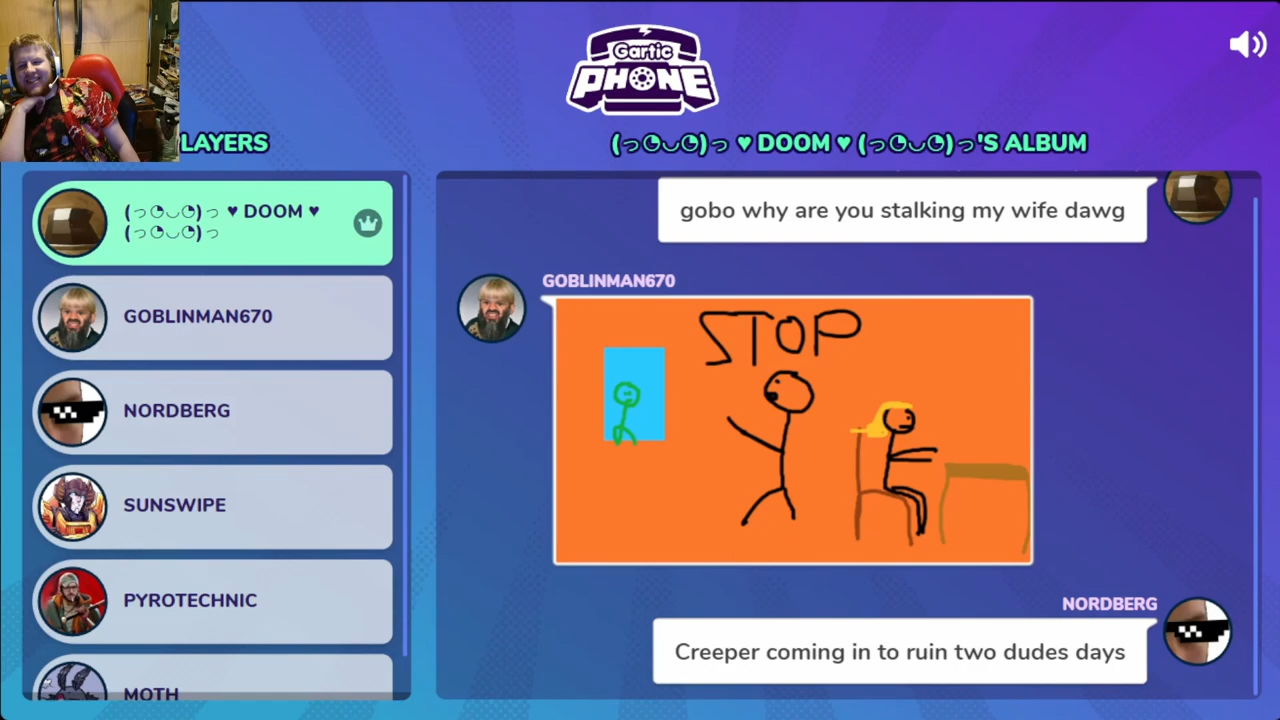 Gartic
PHONE
LAYERS
(っ◔◡◔)っ ♥ DOOM ♥ (っ◔◡◔)っ'S ALBUM
(っ◔◡◔)っ ♥ DOOM ♥
(っ◔◡◔)っ
GOBLINMAN670
NORDBERG
SUNSWIPE
PYROTECHNIC
MOTH
gobo why are you stalking my wife dawg
GOBLINMAN670
STOP
NORDBERG
Creeper coming in to ruin two dudes days